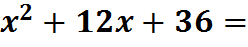 x² + 12x + 36 =